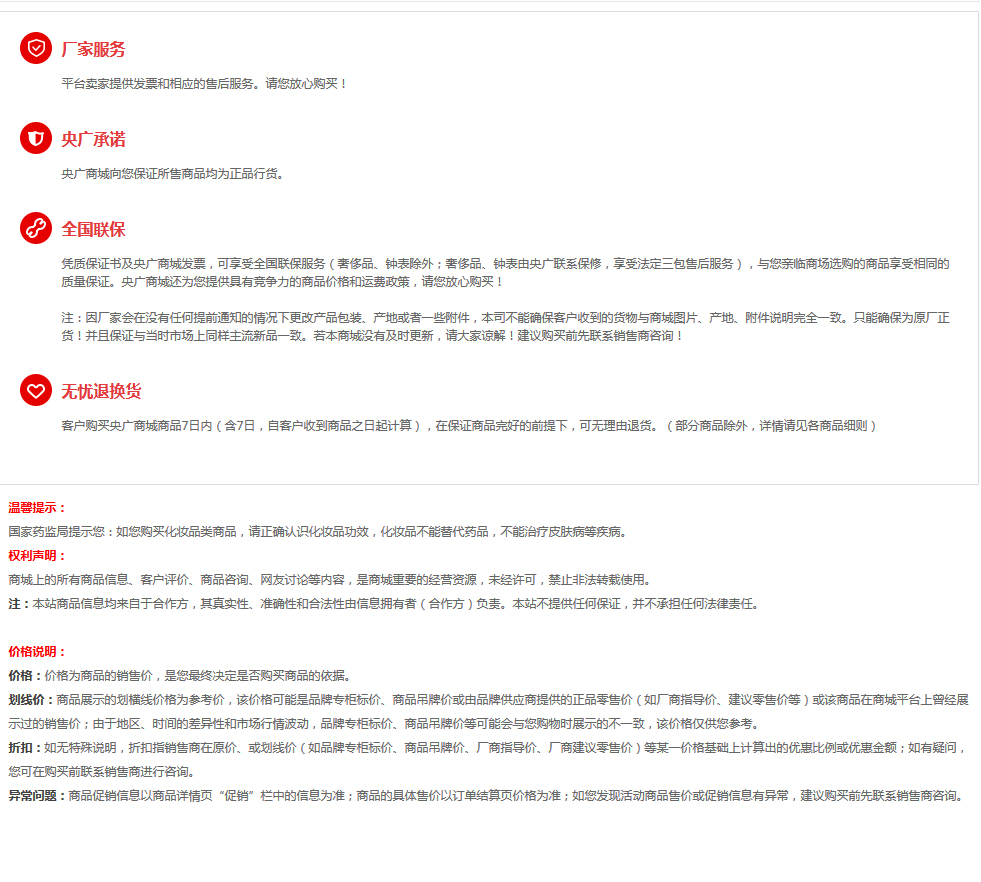 厂家服务
平台卖家提供发票和相应的售后服务。请您放心购买！
央广承诺
央广商城向您保证所售商品均为正品行货。
全国联保
凭质保证书及央广商城发票，可享受全国联保服务（奢侈品、钟表除外；奢侈品、钟表由央广联系保修，享受法定三包售后服务），与您亲临商场选购的商品享受相同的
质量保证。央广商城还为您提供具有竞争力的商品价格和运费政策，请您放心购买！
注：因厂家会在没有任何提前通知的情况下更改产品包装、产地或者一些附件，本司不能确保客户收到的货物与商城图片、产地、附件说明完全一致。只能确保为原厂正
货！并且保证与当时市场上同样主流新品一致。若本商城没有及时更新，请大家谅解！建议购买前先联系销售商咨询！
无忧退换货
客户购买央广商城商品7日内（含7日，自客户收到商品之日起计算），在保证商品完好的前提下，可无理由退货。（部分商品除外，详情请见各商品细则）
温馨提示：
国家药监局提示您：如您购买化妆品类商品，请正确认识化妆品功效，化妆品不能替代药品，不能治疗皮肤病等疾病。
权利声明：
商城上的所有商品信息、客户评价、商品咨询、网友讨论等内容，是商城重要的经营资源，未经许可，禁止非法转载使用。
注：本站商品信息均来自于合作方，其真实性、准确性和合法性由信息拥有者（合作方）负责。本站不提供任何保证，并不承担任何法律责任。
价格说明：
价格：价格为商品的销售价，是您最终决定是否购买商品的依据。
划线价：商品展示的划横线价格为参考价，该价格可能是品牌专柜标价、商品吊牌价或由品牌供应商提供的正品零售价（如厂商指导价、建议零售价等）或该商品在商城平台上曾经展
示过的销售价；由于地区、时间的差异性和市场行情波动，品牌专柜标价、商品吊牌价等可能会与您购物时展示的不一致，该价格仅供您参考。
折扣：如无特殊说明，折扣指销售商在原价、或划线价（如品牌专柜标价、商品吊牌价、厂商指导价、厂商建议零售价）等某一价格基础上计算出的优惠比例或优惠金额；如有疑问，
您可在购买前联系销售商进行咨询。
异常问题：商品促销信息以商品详情页“促销”栏中的信息为准；商品的具体售价以订单结算页价格为准；如您发现活动商品售价或促销信息有异常，建议购买前先联系销售商咨询。